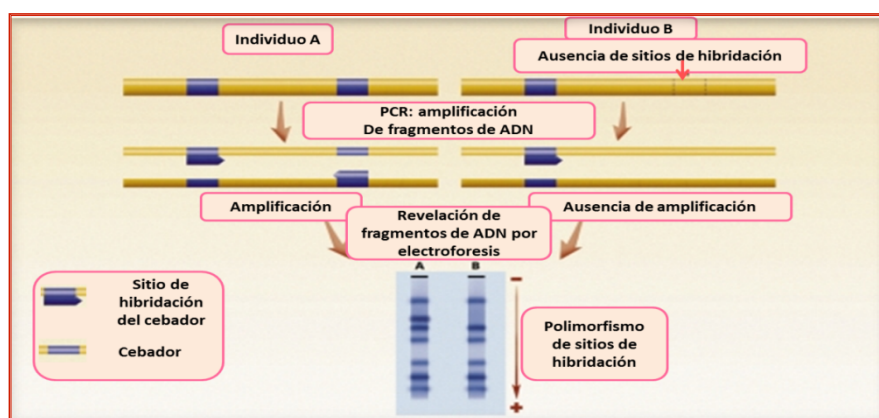 Individuo A
Individuo B
Ausencia de sitios de hibridación
PCR: amplificación
De fragmentos de ADN
Amplificación
Revelación de
fragmentos de ADN por
electroforesis
Ausencia de amplificación
A B
Sitio de
hibridación
del cebador
Cebador
Polimorfismo
de sitios de
hibridación